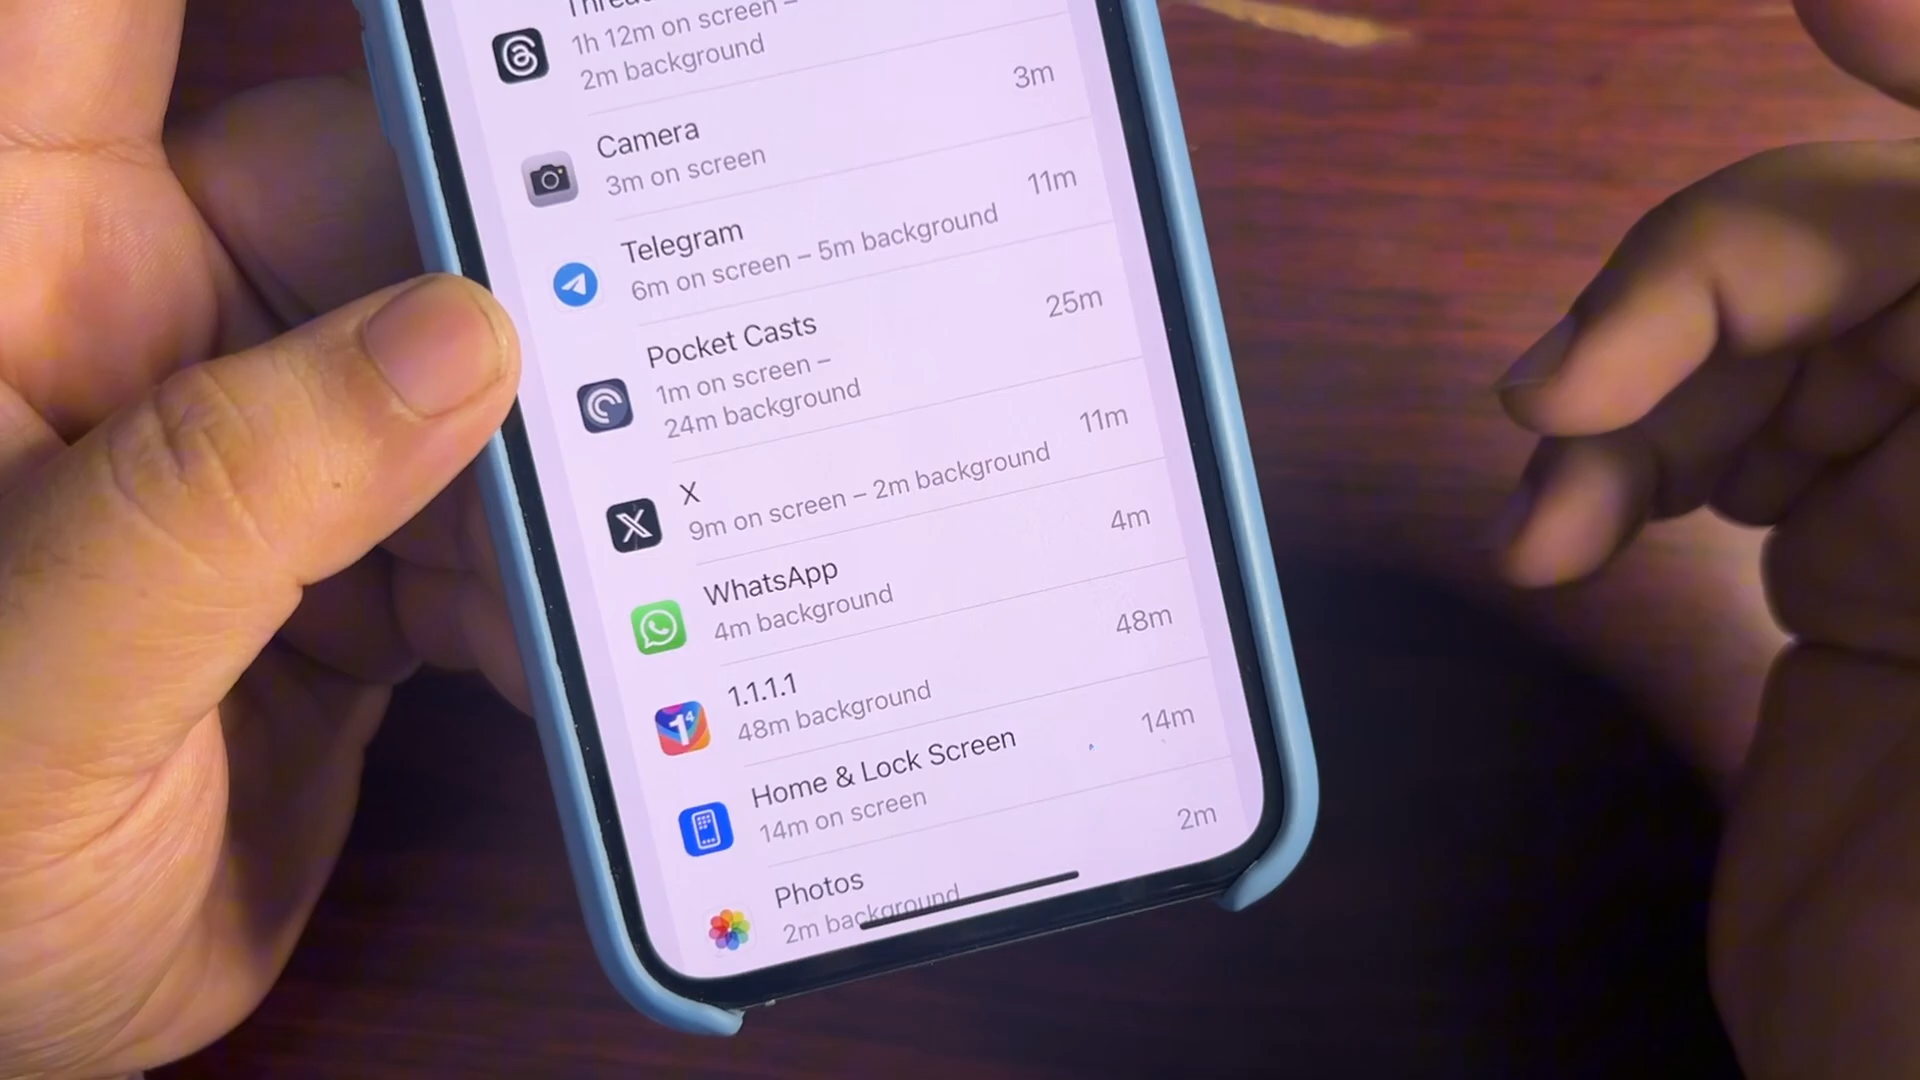 1h 12m on screen –
2m background
3m
Camera
3m on screen
11m
Telegram
6m on screen – 5m background
25m
Pocket Casts
1m on screen –
24m background
11m
X
9m on screen – 2m background
4m
WhatsApp
4m background
48m
1.1.1.1
48m background
14m
Home & Lock Screen
14m on screen
2m
Photos
2m background